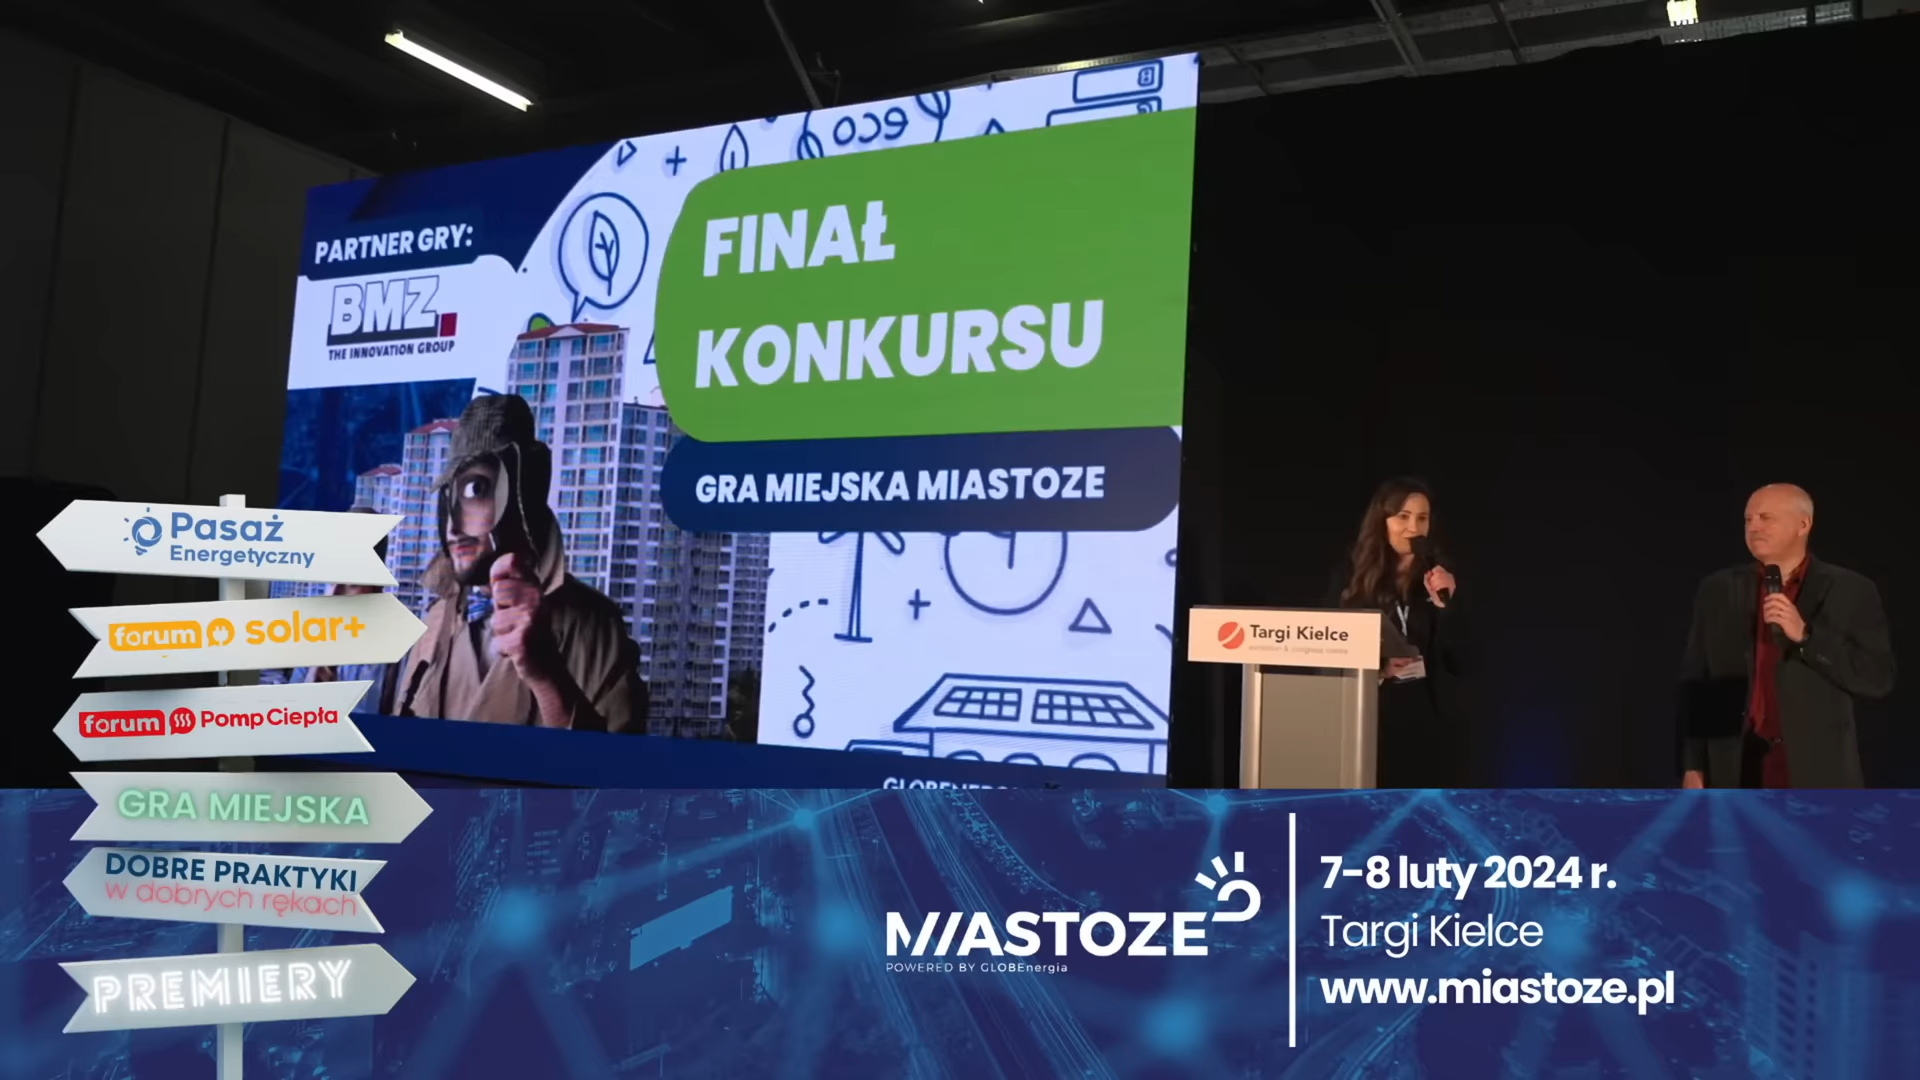 eco
PARTNER GRY:
BMZ.
THE INNOVATION GROUP
FINAŁ
KONKURSU
GRA MIEJSKA MIASTOZE
Targi Kielce
Pasaż
Energetyczny
forum solar+
forum Pomp Ciepła
GRA MIEJSKA
DOBRE PRAKTYKI
w dobrych rękach
PREMIERY
MIASTOZE
POWERED BY GLOBEnergia
7-8 luty 2024 r.
Targi Kielce
www.miastoze.pl